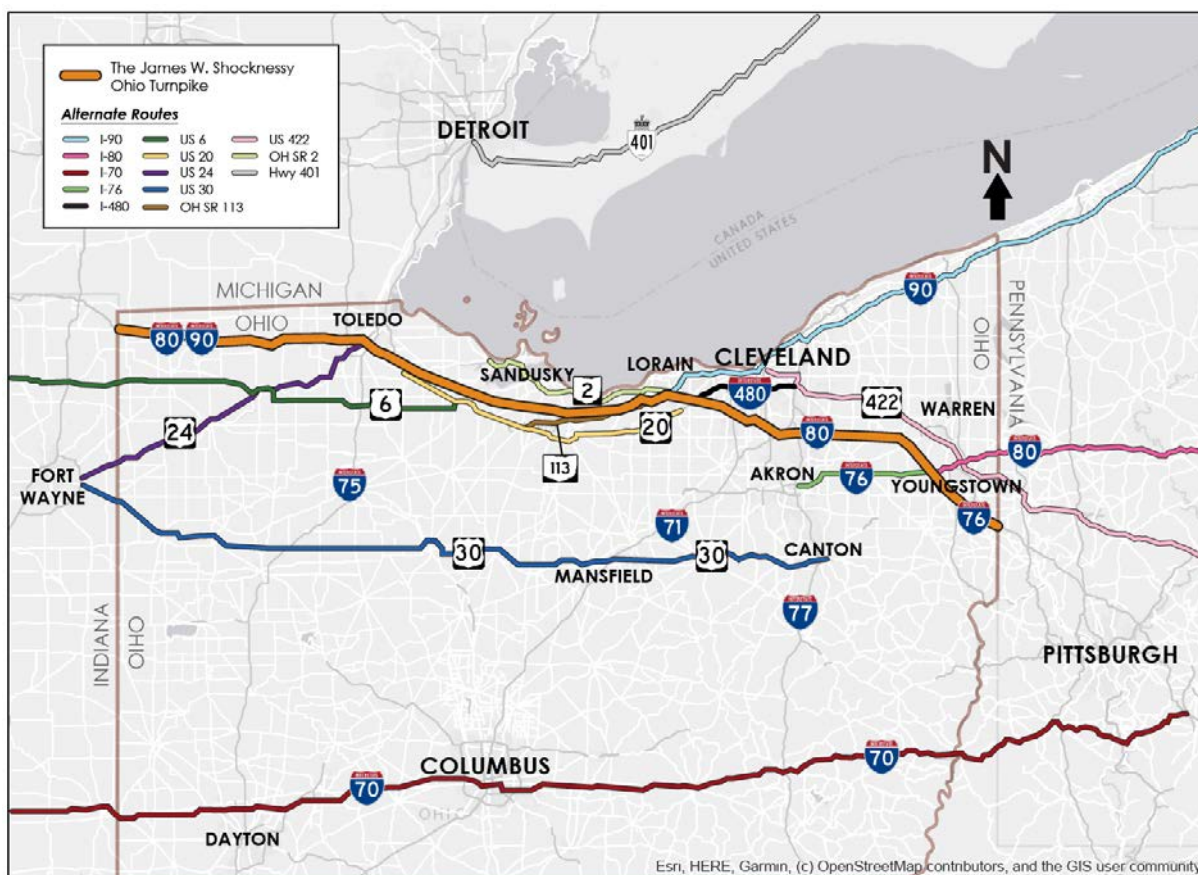 The James W. Shocknessy
Ohio Turnpike
Alternate Routes
I-90
US 6
US 422
I-80
US 20
OH SR 2
I-70
US 24
Hwy 401
I-76
US 30
I-480
OH SR 113
DETROIT
401
N
CANADA
UNITED STATES
90
MICHIGAN
OHIO
TOLEDO
80
90
SANDUSKY
2
LORAIN
CLEVELAND
480
6
20
422
WARREN
OHIO
PENNSYLVANIA
24
113
80
80
FORT
WAYNE
75
AKRON
76
YOUNGSTOWN
76
71
30
MANSFIELD
30
CANTON
77
INDIANA
OHIO
PITTSBURGH
COLUMBUS
70
70
DAYTON
Esri, HERE, Garmin, (c) OpenStreetMap contributors, and the GIS user community